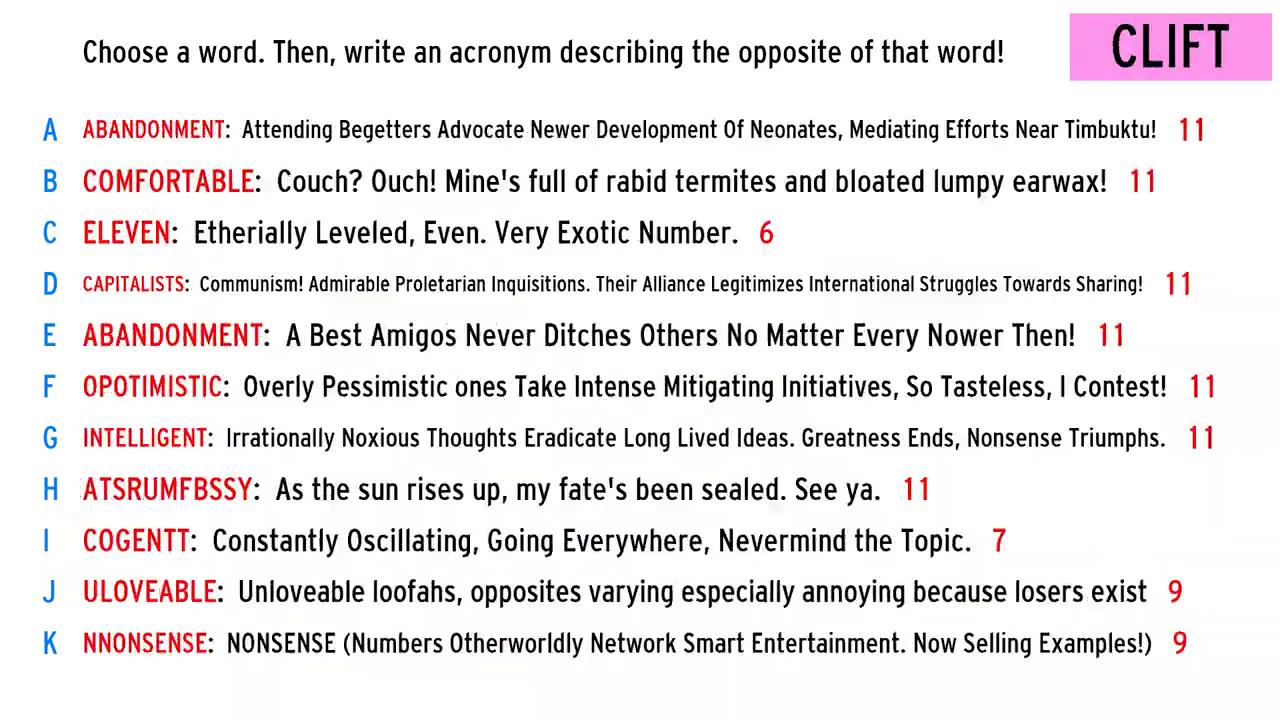 Choose a word. Then, write an acronym describing the opposite of that word!
CLIFT
A ABANDONMENT: Attending Begetters Advocate Newer Development Of Neonates, Mediating Efforts Near Timbuktu! 11
B COMFORTABLE: Couch? Ouch! Mine's full of rabid termites and bloated lumpy earwax! 11
C ELEVEN: Etherially Leveled, Even. Very Exotic Number. 6
D CAPITALISTS: Communism! Admirable Proletarian Inquisitions. Their Alliance Legitimizes International Struggles Towards Sharing! 11
E ABANDONMENT: A Best Amigos Never Ditches Others No Matter Every Nower Then! 11
F OPOTIMISTIC: Overly Pessimistic ones Take Intense Mitigating Initiatives, So Tasteless, I Contest! 11
G INTELLIGENT: Irrationally Noxious Thoughts Eradicate Long Lived Ideas. Greatness Ends, Nonsense Triumphs. 11
H ATSRUMFBSSY: As the sun rises up, my fate's been sealed. See ya. 11
I COGENTT: Constantly Oscillating, Going Everywhere, Nevermind the Topic. 7
J ULOVEABLE: Unloveable loofahs, opposites varying especially annoying because losers exist 9
K NNONSENSE: NONSENSE (Numbers Otherworldly Network Smart Entertainment. Now Selling Examples!) 9